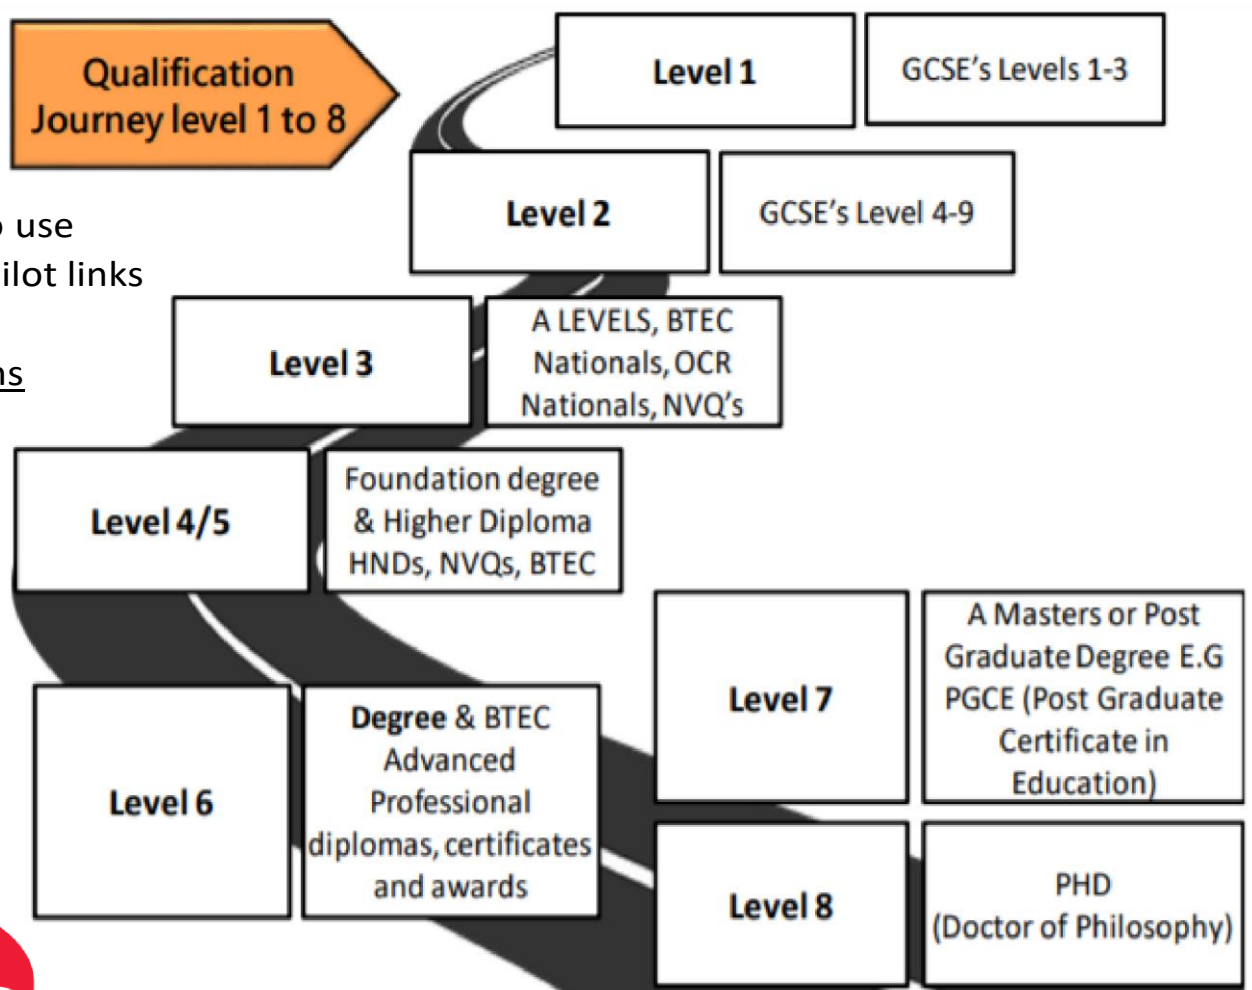 Qualification
Journey level 1 to 8
Level 1
GCSE's Levels 1-3
Level 2
GCSE's Level 4-9
use
links
Level 3
A LEVELS, BTEC
Nationals, OCR
Nationals, NVQ's
Level 4/5
Foundation degree
& Higher Diploma
HNDs, NVQs, BTEC
Level 6
Degree & BTEC
Advanced
Professional
diplomas, certificates
and awards
Level 7
A Masters or Post
Graduate Degree E.G
PGCE (Post Graduate
Certificate in
Education)
Level 8
PHD
(Doctor of Philosophy)